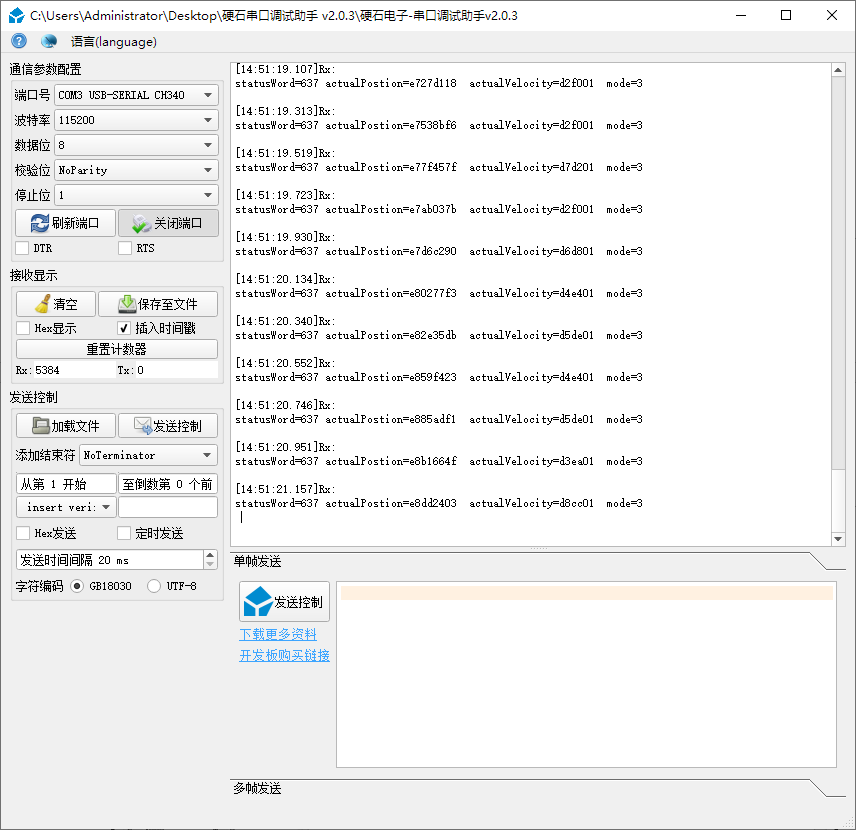 C:\Users\Administrator\Desktop\硬石串口调试助手 v2.0.3\硬石电子-串口调试助手v2.0.3
语言(language)
通信参数配置
端口号 COM3 USB-SERIAL CH340
波特率 115200
数据位 8
校验位 NoParity
停止位 1
刷新端口 关闭端口
DTR RTS
接收显示
清空 保存至文件
Hex显示 插入时间戳
重置计数器
Rx:5384 Tx:0
发送控制
加载文件 发送控制
添加结束符 NoTerminator
从第 1 开始 至倒数第 0 个前
insert veri:
Hex发送 定时发送
发送时间间隔 20 ms
字符编码 GB18030 UTF-8
[14:51:19.107]Rx:
statusWord=637 actualPostion=e727d118 actualVelocity=d2f001 mode=3
[14:51:19.313]Rx:
statusWord=637 actualPostion=e7538bf6 actualVelocity=d2f001 mode=3
[14:51:19.519]Rx:
statusWord=637 actualPostion=e77f457f actualVelocity=d7d201 mode=3
[14:51:19.723]Rx:
statusWord=637 actualPostion=e7ab037b actualVelocity=d2f001 mode=3
[14:51:19.930]Rx:
statusWord=637 actualPostion=e7d6c290 actualVelocity=d6d801 mode=3
[14:51:20.134]Rx:
statusWord=637 actualPostion=e80277f3 actualVelocity=d4e401 mode=3
[14:51:20.340]Rx:
statusWord=637 actualPostion=e82e35db actualVelocity=d5de01 mode=3
[14:51:20.552]Rx:
statusWord=637 actualPostion=e859f423 actualVelocity=d4e401 mode=3
[14:51:20.746]Rx:
statusWord=637 actualPostion=e885adf1 actualVelocity=d5de01 mode=3
[14:51:20.951]Rx:
statusWord=637 actualPostion=e8b1664f actualVelocity=d3ea01 mode=3
[14:51:21.157]Rx:
statusWord=637 actualPostion=e8dd2403 actualVelocity=d8cc01 mode=3
单帧发送
发送控制
下载更多资料
开发板购买链接
多帧发送